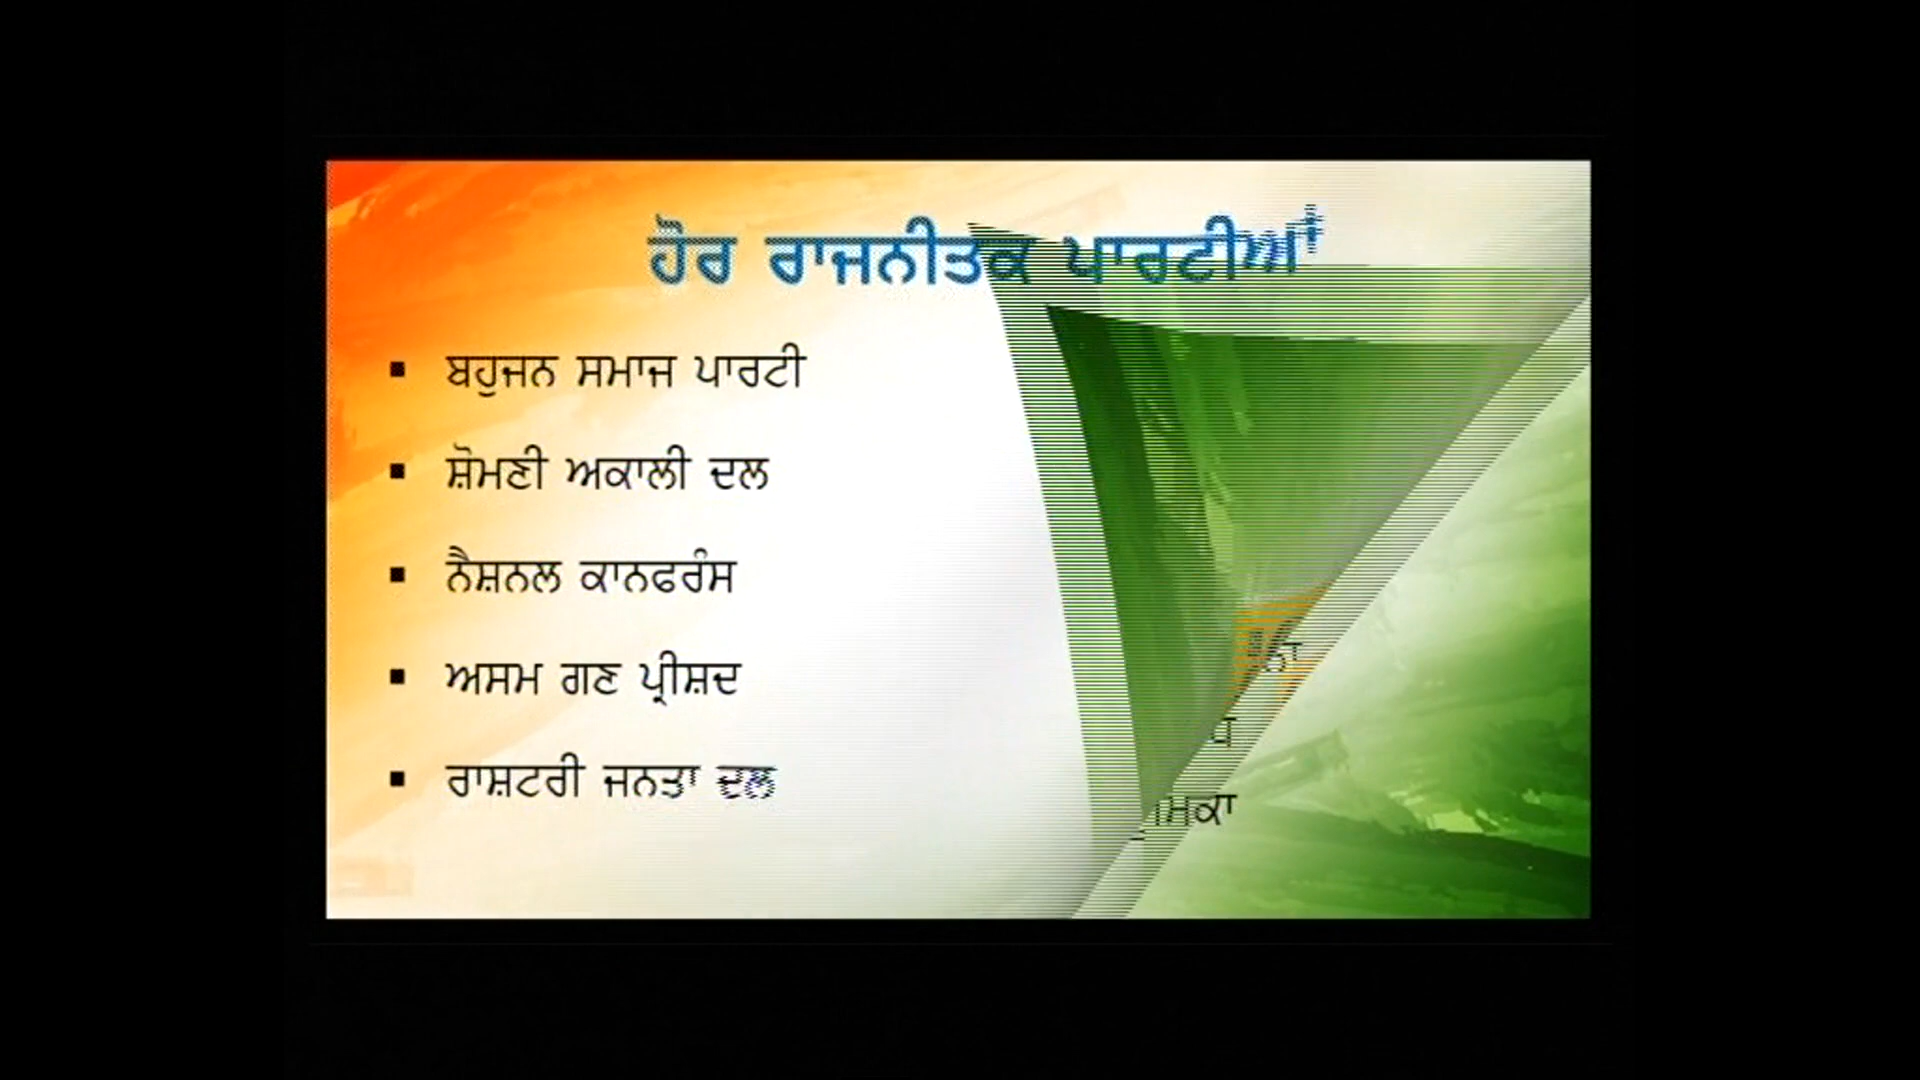 ਹੋਰ ਰਾਜਨੀਤਕ ਪਾਰਟੀਆਂ
▪ ਬਹੁਜਨ ਸਮਾਜ ਪਾਰਟੀ
▪ ਸ਼ੋਮਣੀ ਅਕਾਲੀ ਦਲ
▪ ਨੈਸ਼ਨਲ ਕਾਨਫਰੰਸ
▪ ਅਸਮ ਗਣ ਪ੍ਰੀਸ਼ਦ
▪ ਰਾਸ਼ਟਰੀ ਜਨਤਾ ਦਲ